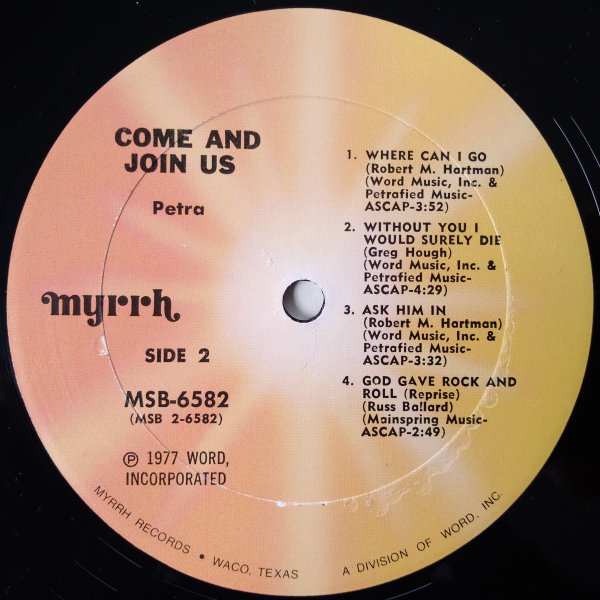 COME AND
JOIN US
Petra
myrrh
SIDE 2
MSB-6582
(MSB 2-6582)
℗ 1977 WORD,
INCORPORATED
1. WHERE CAN I GO
(Robert M. Hartman)
(Word Music, Inc. &
Petrafied Music-
ASCAP-3:52)
2. WITHOUT YOU I
WOULD SURELY DIE
(Greg Hough)
(Word Music, Inc. &
Petrafied Music-
ASCAP-4:29)
3. ASK HIM IN
(Robert M. Hartman)
(Word Music, Inc. &
Petrafied Music-
ASCAP-3:32)
4. GOD GAVE ROCK AND
ROLL (Reprise)
(Russ Ballard)
(Mainspring Music-
ASCAP-2:49)
MYRRH RECORDS • WACO, TEXAS A DIVISION OF WORD, INC.